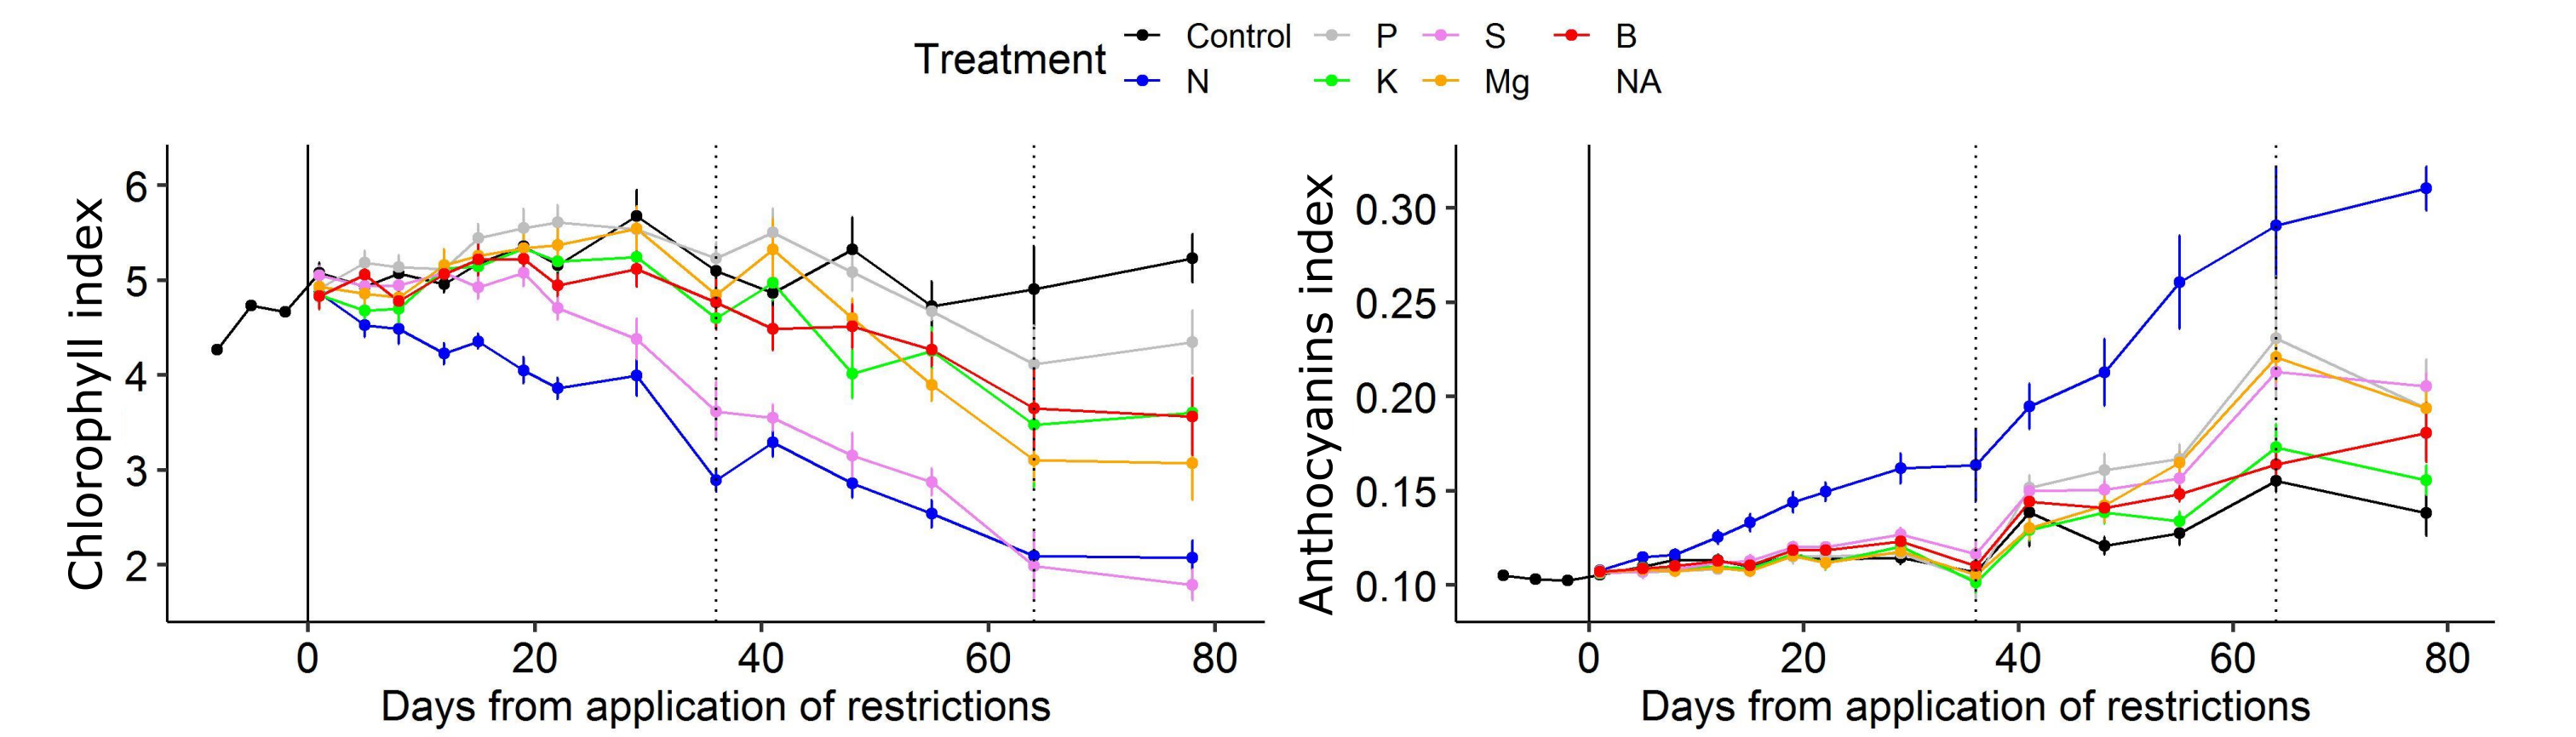 Treatment
Control P S B
N K Mg NA
Chlorophyll index
6
5
4
3
2
0 20 40 60 80
Days from application of restrictions
Anthocyanins index
0.30
0.25
0.20
0.15
0.10
0 20 40 60 80
Days from application of restrictions